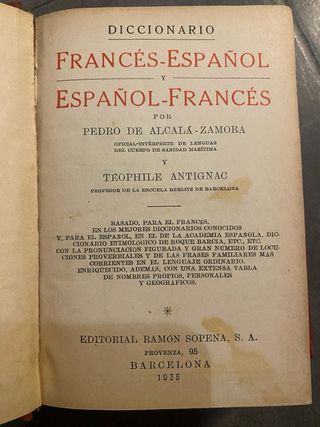 DICCIONARIO
FRANCÉS-ESPAÑOL
Y
ESPAÑOL-FRANCÉS
POR
PEDRO DE ALCALÁ-ZAMORA
OFICIAL-INTÉRPRETE DE LENGUAS
DEL CUERPO DE SANIDAD MARÍTIMA
Y
TÉOPHILE ANTIGNAC
PROFESOR DE LA ESCUELA BERLITZ DE BARCELONA
BASADO, PARA EL FRANCÉS,
EN LOS MEJORES DICCIONARIOS CONOCIDOS
Y, PARA EL ESPAÑOL, EN EL DE LA ACADEMIA ESPAÑOLA, DIC-
CIONARIO ETIMOLÓGICO DE ROQUE BARCIA, ETC., ETC.
CON LA PRONUNCIACIÓN FIGURADA Y GRAN NÚMERO DE LOCU-
CIONES PROVERBIALES Y DE LAS FRASES FAMILIARES MÁS
CORRIENTES EN EL LENGUAJE ORDINARIO.
ENRIQUECIDO, ADEMÁS, CON UNA EXTENSA TABLA
DE NOMBRES PROPIOS, PERSONALES
Y GEOGRÁFICOS.
*
EDITORIAL RAMÓN SOPENA, S. A.
PROVENZA, 95
BARCELONA
1935